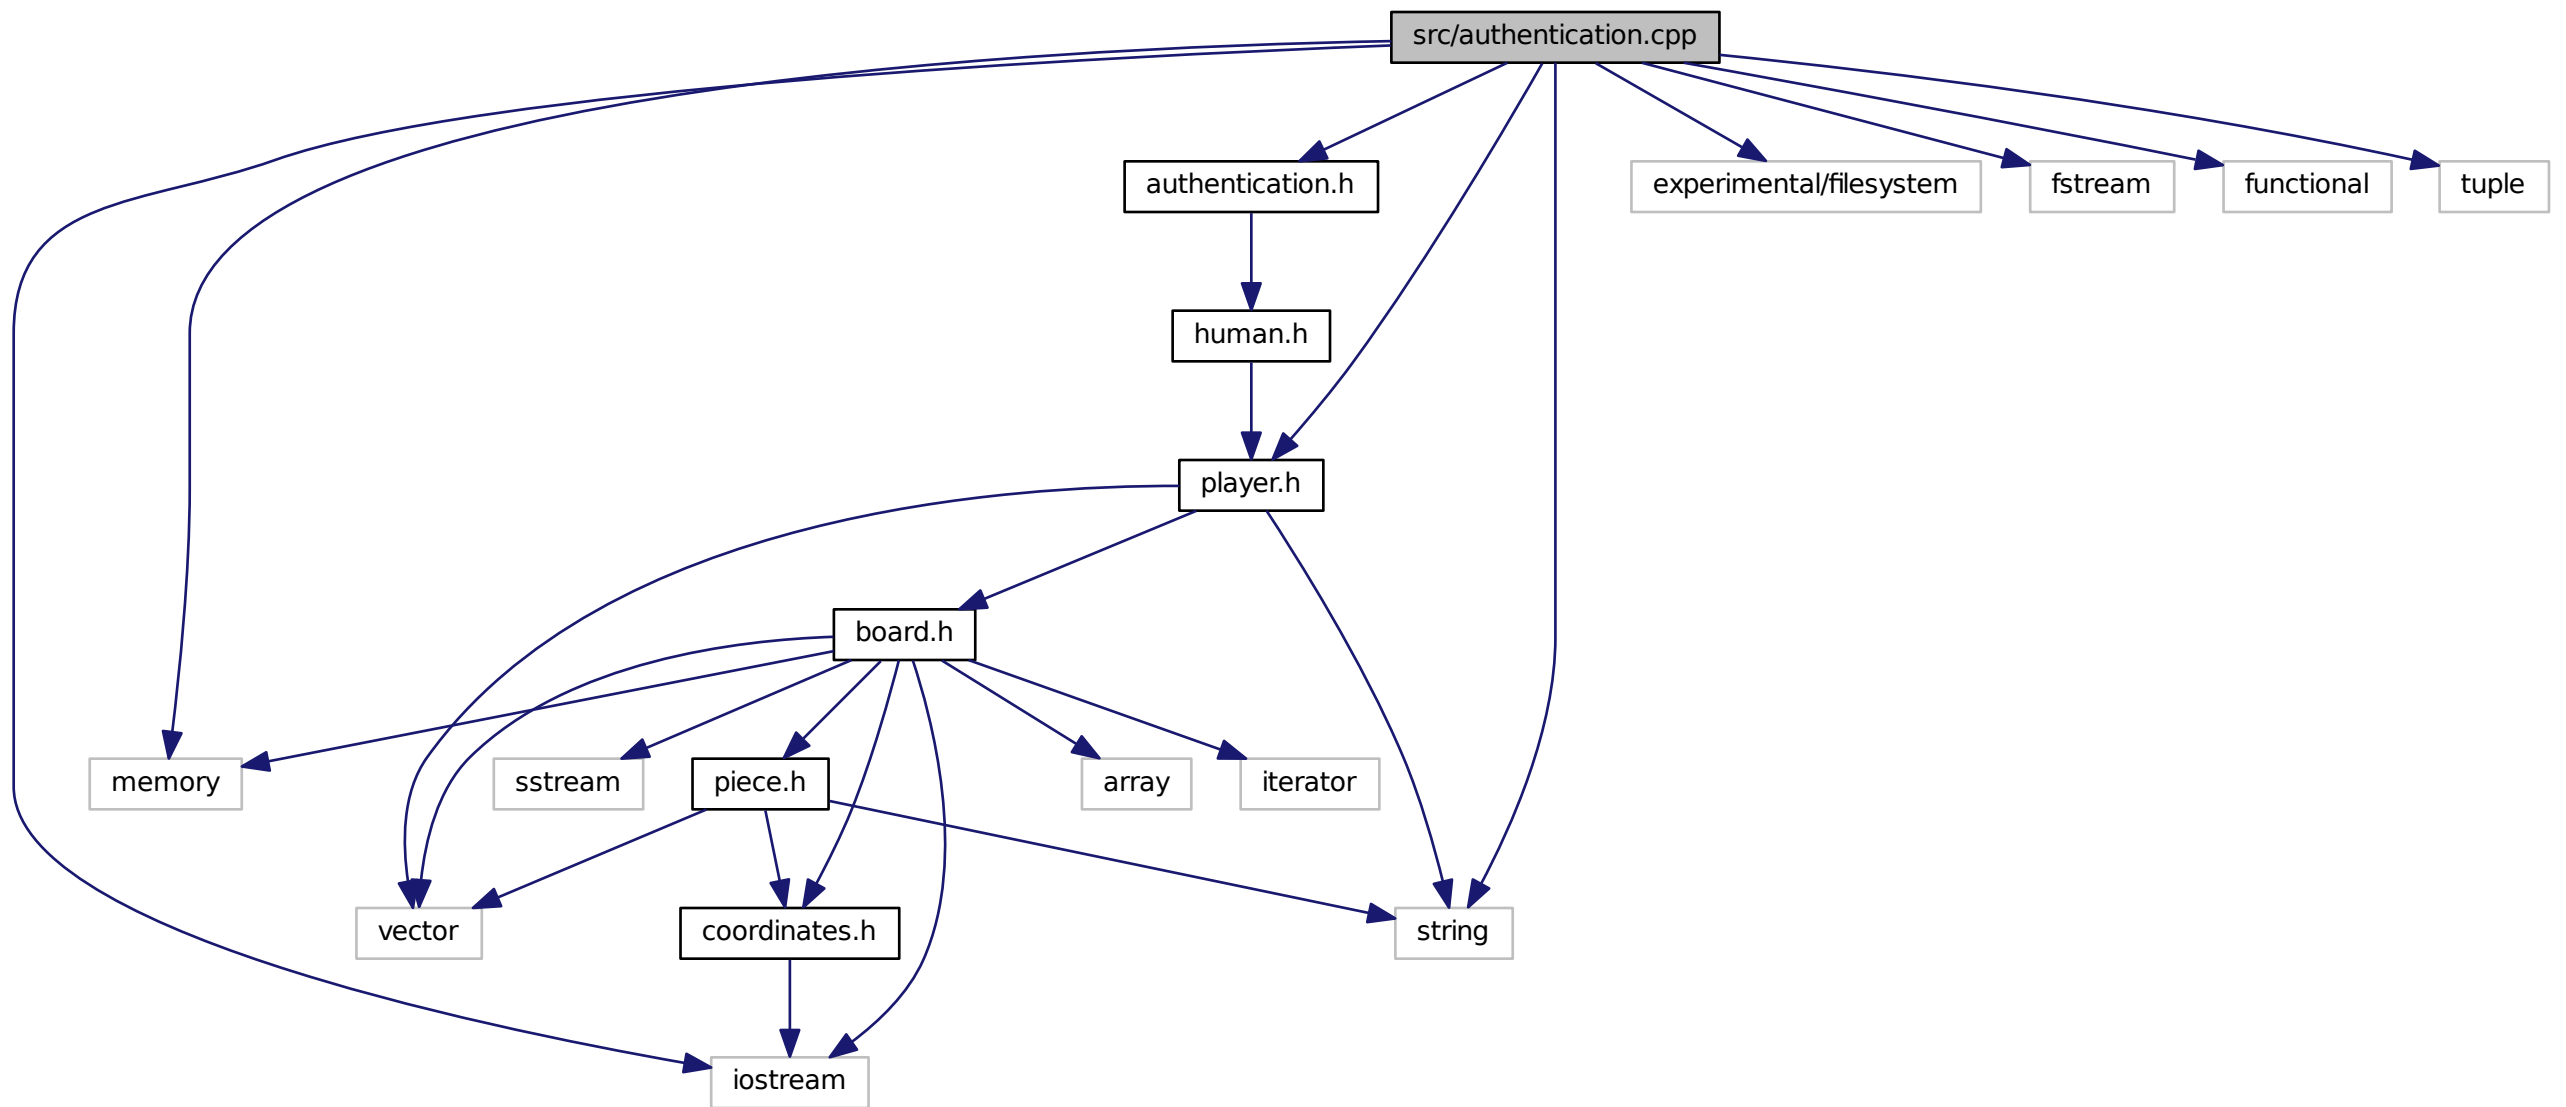 src/authentication.cpp
authentication.h
experimental/filesystem
fstream
functional
tuple
human.h
player.h
board.h
memory
sstream
piece.h
array
iterator
vector
coordinates.h
string
iostream